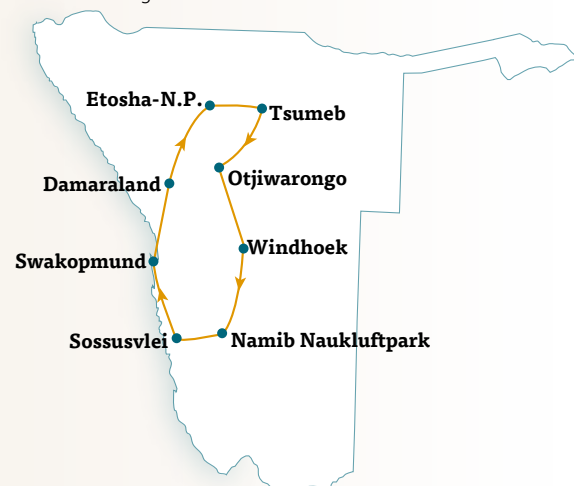 Etosha-N.P.
Tsumeb
Damaraland
Otjiwarongo
Windhoek
Swakopmund
Sossusvlei
Namib Naukluftpark